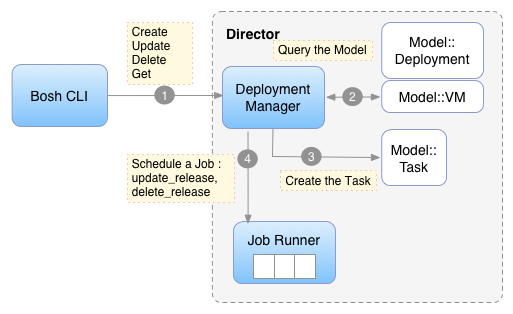 Create
Update
Delete
Get
Director
Query the Model
Model::
Deployment
Bosh CLI
1
Deployment
Manager
2
Model::VM
4
3
Model::
Task
Schedule a Job :
update_release,
delete_release
Create the Task
Job Runner